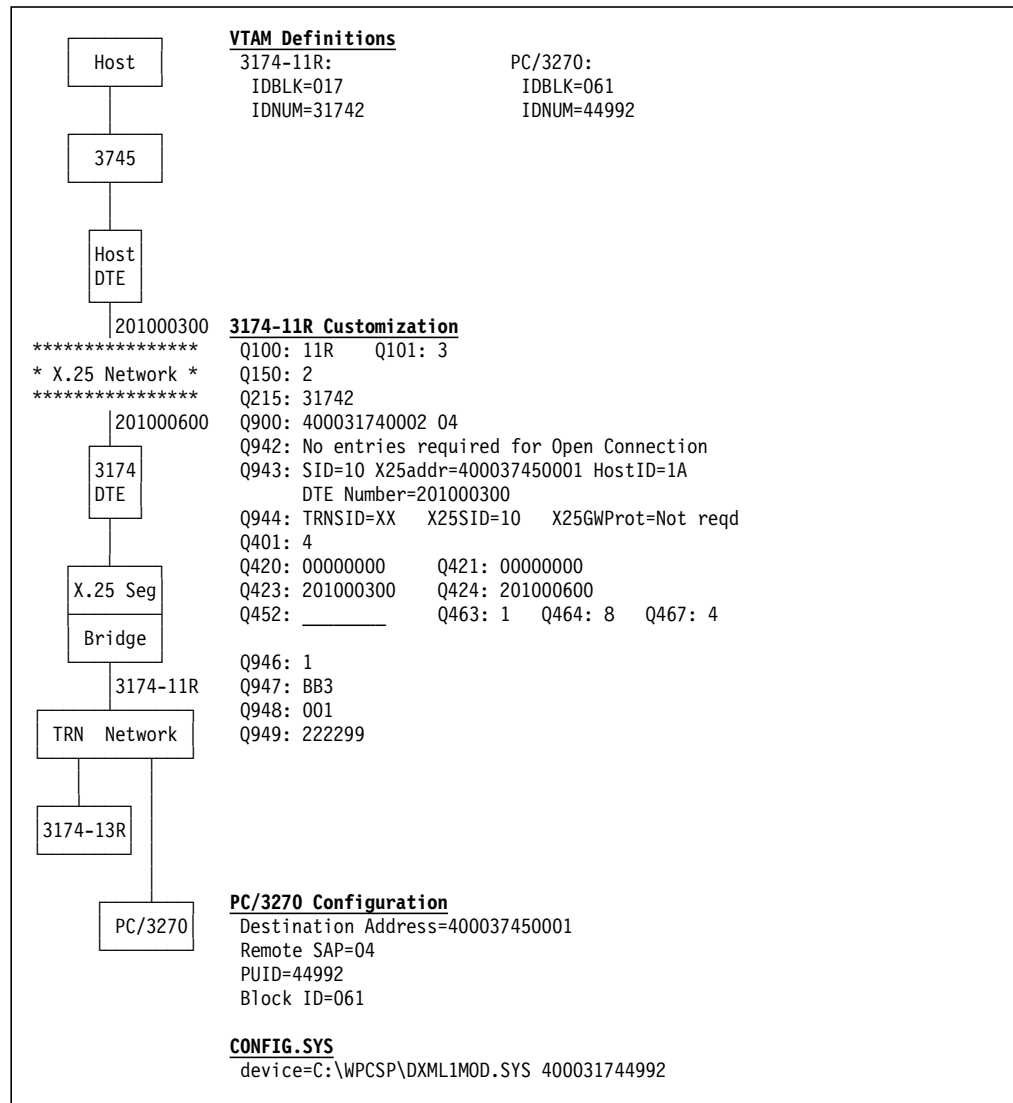 VTAM Definitions
Host 3174-11R: PC/3270:
IDBLK=017 IDBLK=061
IDNUM=31742 IDNUM=44992
3745
Host
DTE
201000300 3174-11R Customization
**************** Q100: 11R Q101: 3
* X.25 Network * Q150: 2
**************** Q215: 31742
201000600 Q900: 400031740002 04
Q942: No entries required for Open Connection
3174 Q943: SID=10 X25addr=400037450001 HostID=1A
DTE DTE Number=201000300
Q944: TRNSID=XX X25SID=10 X25GWProt=Not reqd
Q401: 4
Q420: 00000000 Q421: 00000000
X.25 Seg Q423: 201000300 Q424: 201000600
Q452: ________ Q463: 1 Q464: 8 Q467: 4
Bridge
Q946: 1
3174-11R Q947: BB3
Q948: 001
TRN Network Q949: 222299
3174-13R
PC/3270 Configuration
PC/3270 Destination Address=400037450001
Remote SAP=04
PUID=44992
Block ID=061
CONFIG.SYS
device=C:\WPCSP\DXML1MOD.SYS 400031744992